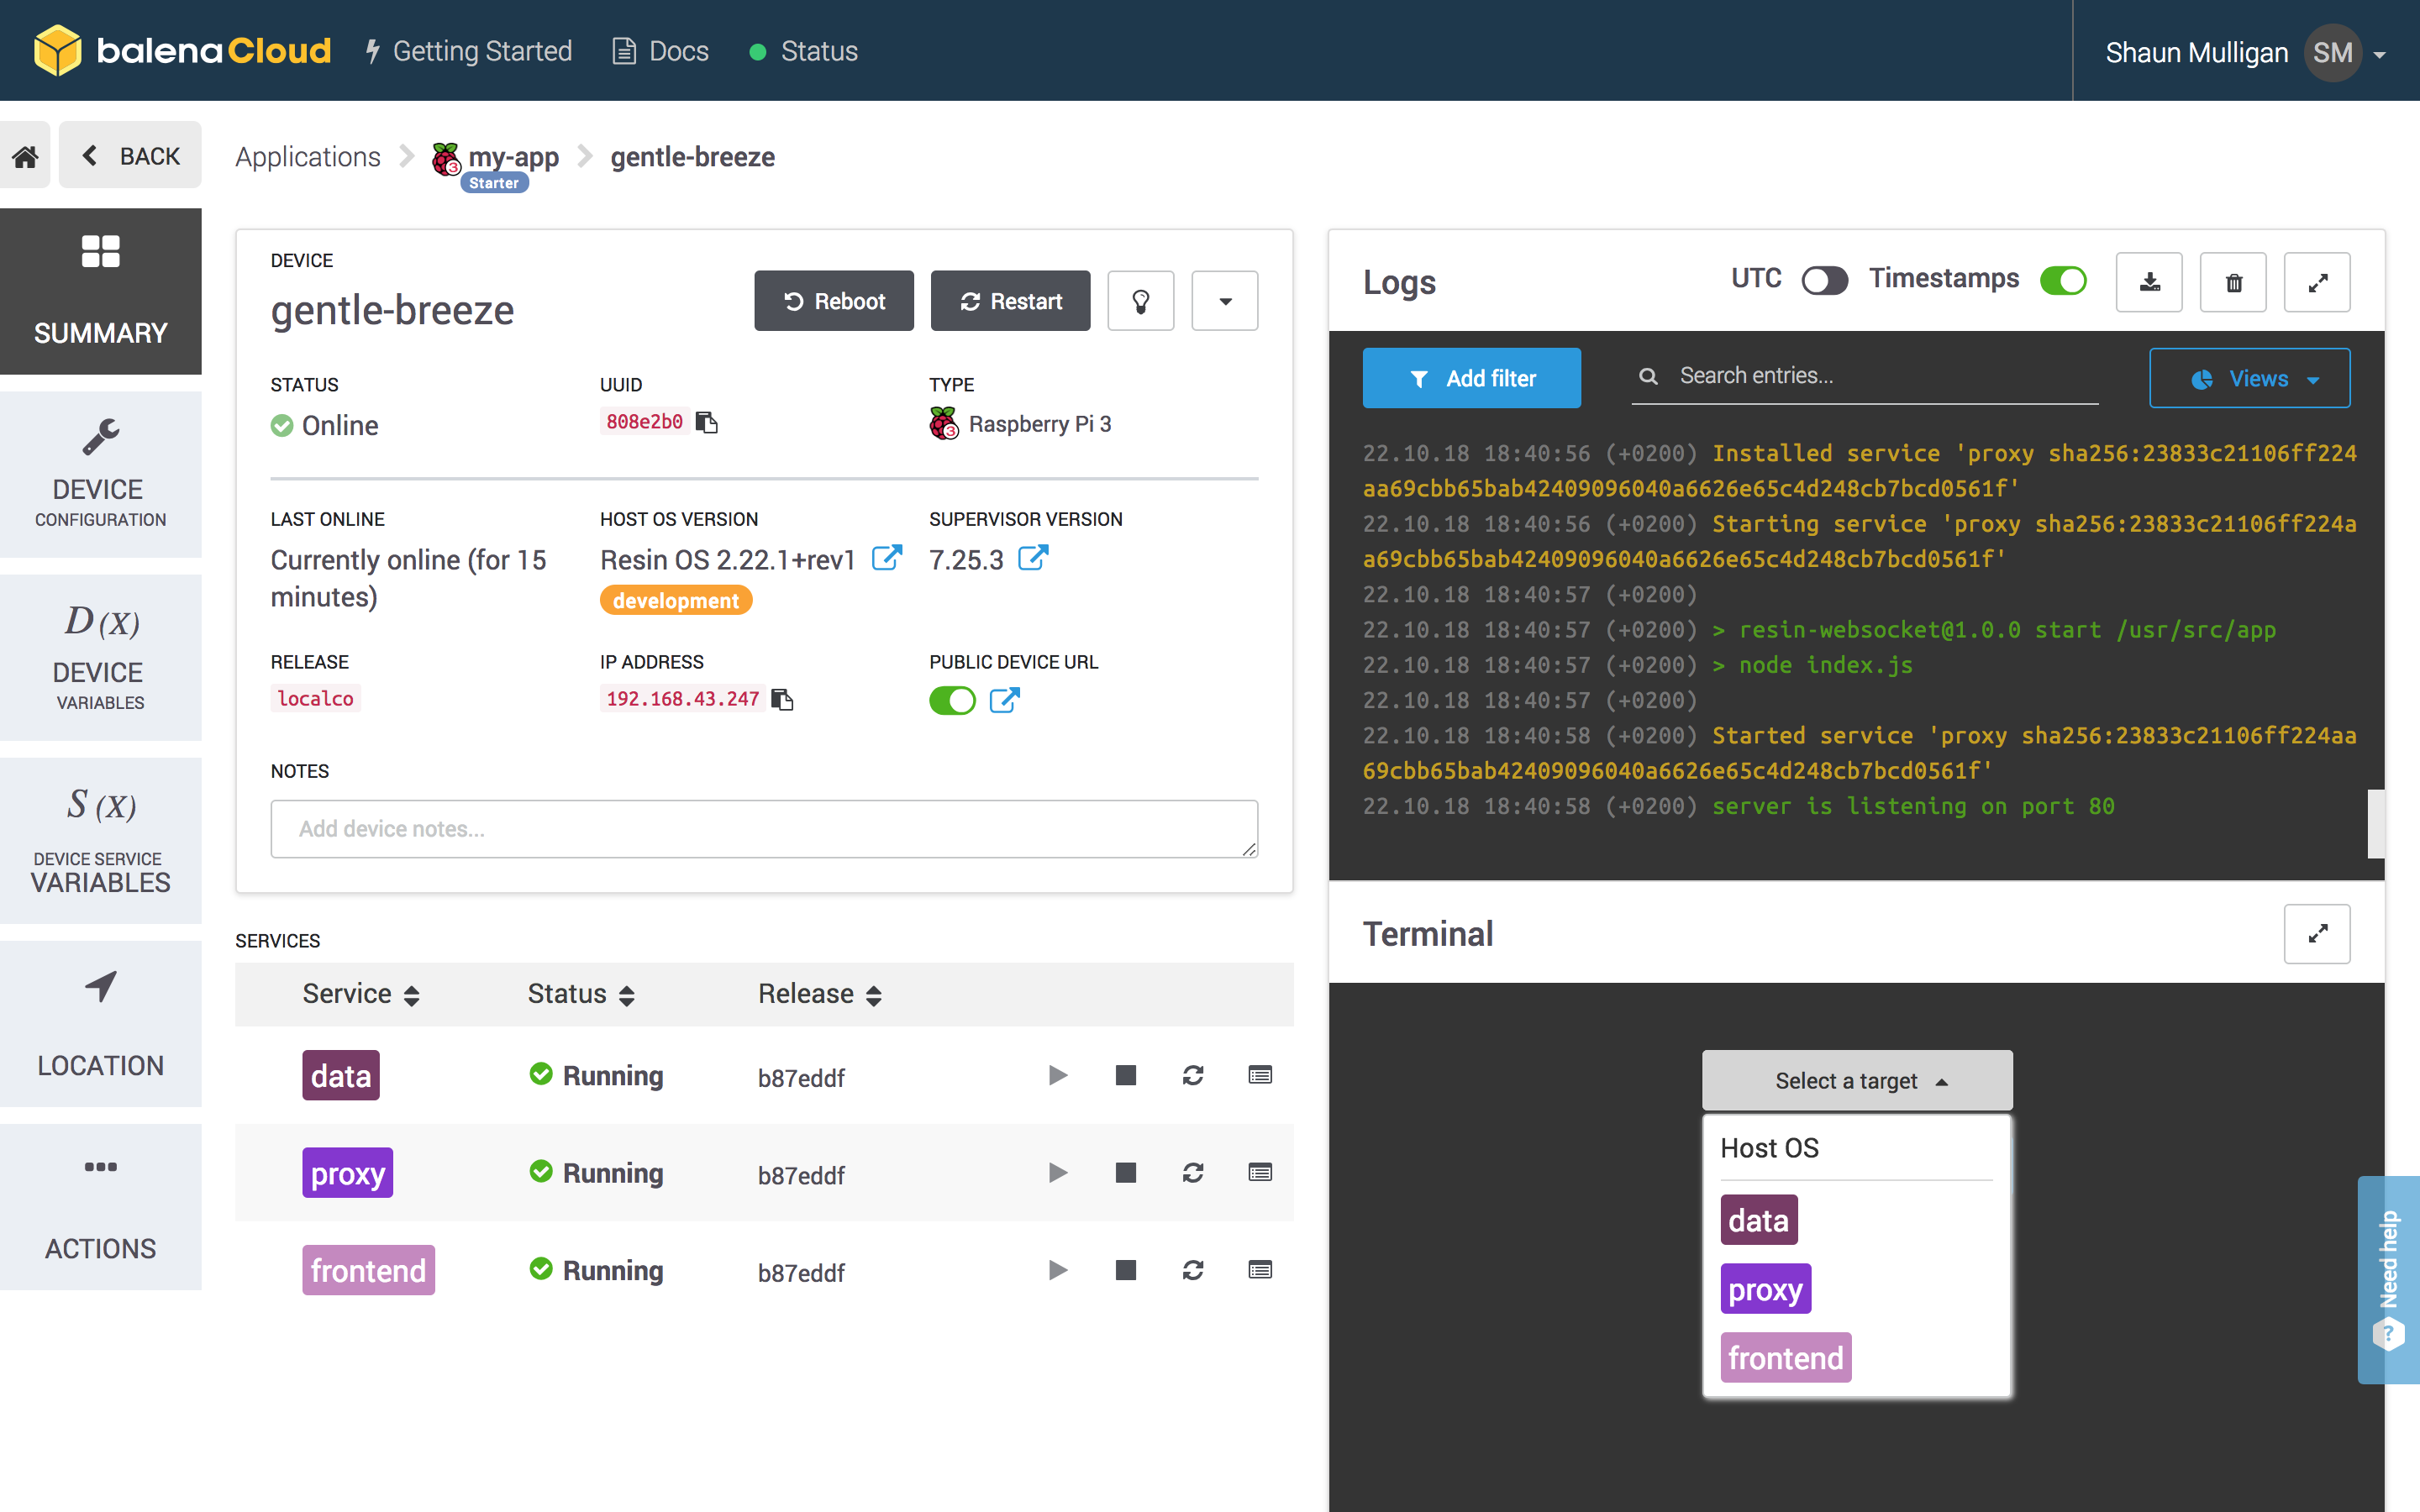 balenaCloud Getting Started Docs Status Shaun Mulligan SM
BACK
Applications my-app gentle-breeze
Starter
SUMMARY
DEVICE
CONFIGURATION
D (X)
DEVICE
VARIABLES
S (X)
DEVICE SERVICE
VARIABLES
LOCATION
ACTIONS
DEVICE
gentle-breeze
Reboot Restart
STATUS UUID TYPE
Online 808e2b0 3 Raspberry Pi 3
LAST ONLINE HOST OS VERSION SUPERVISOR VERSION
Currently online (for 15 Resin OS 2.22.1+rev1 7.25.3
minutes) development
RELEASE IP ADDRESS PUBLIC DEVICE URL
localco 192.168.43.247
NOTES
Add device notes...
SERVICES
Service Status Release
data Running b87eddf
proxy Running b87eddf
frontend Running b87eddf
Logs UTC Timestamps
Add filter Search entries... Views
22.10.18 18:40:56 (+0200) Installed service 'proxy sha256:23833c21106ff224
aa69cbb65bab42409096040a6626e65c4d248cb7bcd0561f'
22.10.18 18:40:56 (+0200) Starting service 'proxy sha256:23833c21106ff224a
a69cbb65bab42409096040a6626e65c4d248cb7bcd0561f'
22.10.18 18:40:57 (+0200)
22.10.18 18:40:57 (+0200) > resin-websocket@1.0.0 start /usr/src/app
22.10.18 18:40:57 (+0200) > node index.js
22.10.18 18:40:57 (+0200)
22.10.18 18:40:58 (+0200) Started service 'proxy sha256:23833c21106ff224aa
69cbb65bab42409096040a6626e65c4d248cb7bcd0561f'
22.10.18 18:40:58 (+0200) server is listening on port 80
Terminal
Select a target
Host OS
data
proxy
frontend
Need help
?